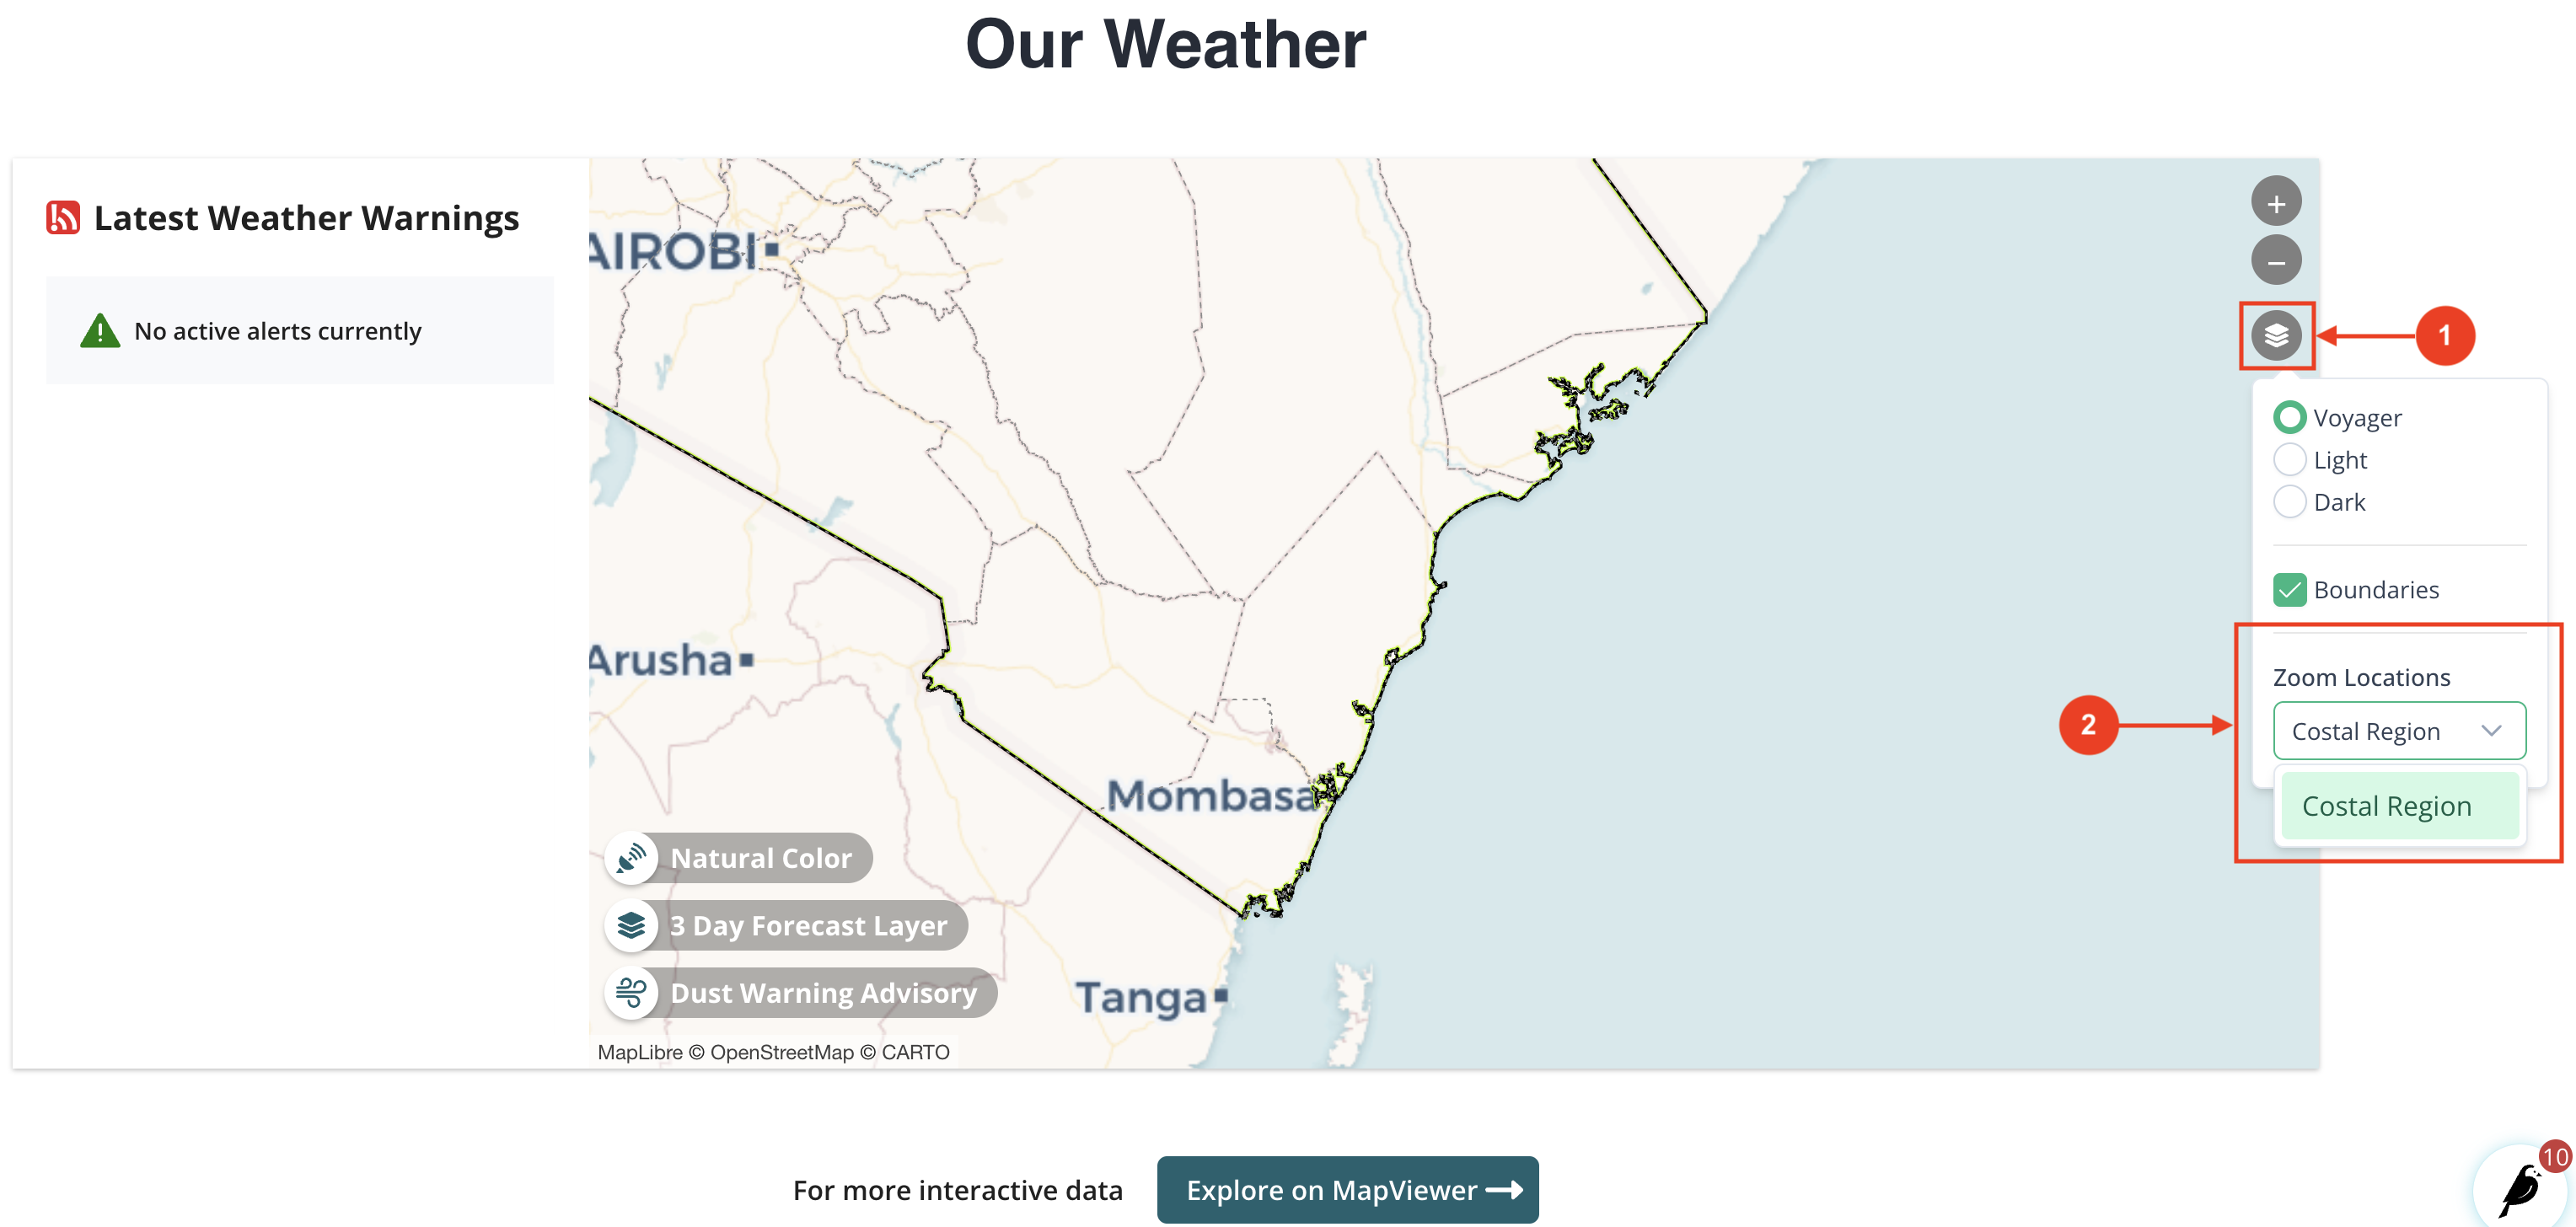 Our Weather
Latest Weather Warnings
No active alerts currently
AIROBI
Arusha
Mombasa
Tanga
Natural Color
3 Day Forecast Layer
Dust Warning Advisory
MapLibre © OpenStreetMap © CARTO
+
−
1
Voyager
Light
Dark
Boundaries
2
Zoom Locations
Costal Region
Costal Region
For more interactive data
Explore on MapViewer
10